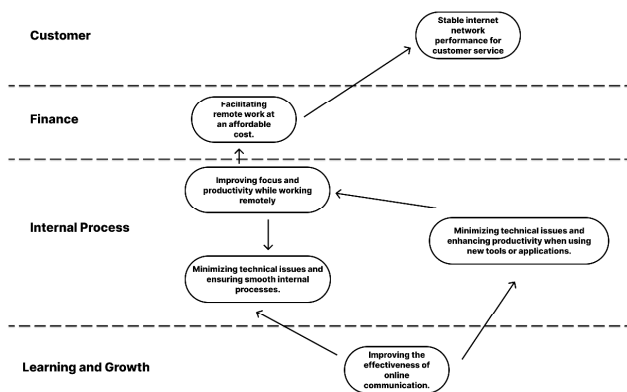 Customer
Stable internet
network
performance for
customer service
Finance
Facilitating
remote work at
an affordable
cost.
Improving focus and
productivity while working
remotely
Internal Process
Minimizing technical issues and
enhancing productivity when using
new tools or applications.
Minimizing technical issues and
ensuring smooth internal
processes.
Learning and Growth
Improving the
effectiveness of
online
communication.